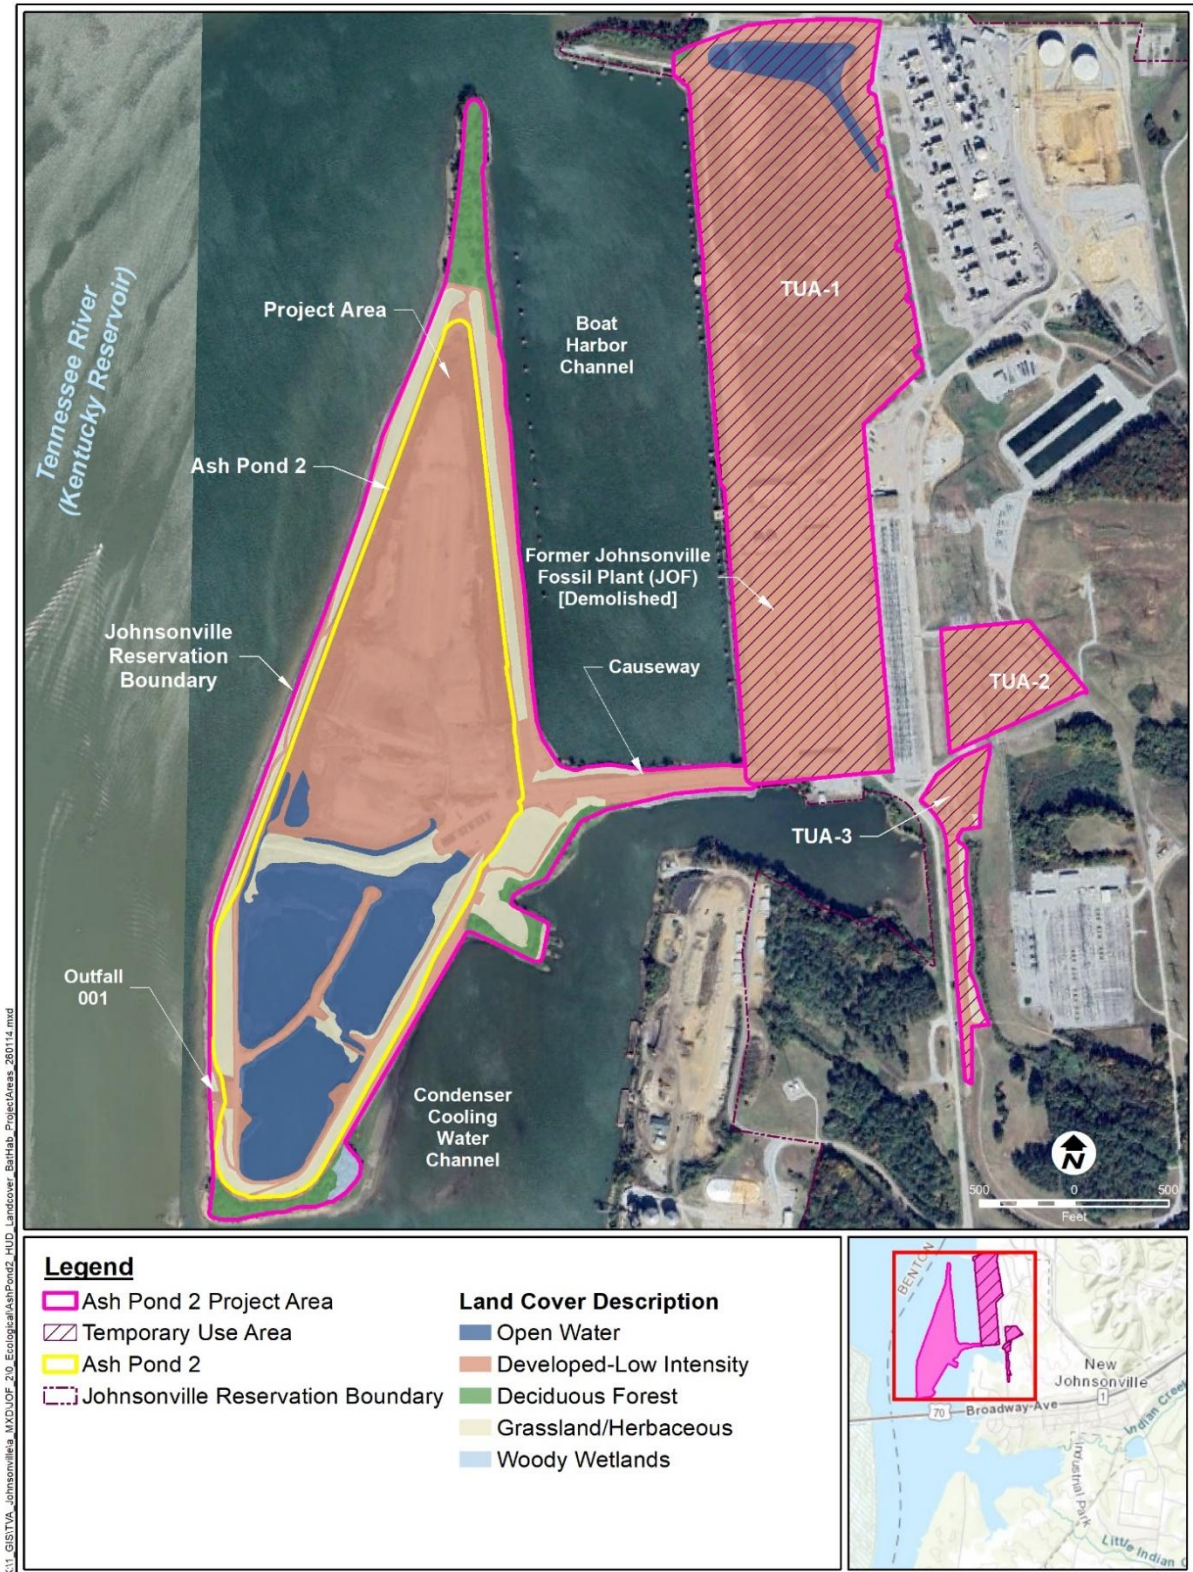 Tennessee River
(Kentucky Reservoir)
Project Area
Boat
Harbor
Channel
TUA-1
Ash Pond 2
Former Johnsonville
Fossil Plant (JOF)
[Demolished]
Johnsonville
Reservation
Boundary
Causeway
TUA-2
TUA-3
Outfall
001
Condenser
Cooling
Water
Channel
N
500 0 500
Feet
Legend
Ash Pond 2 Project Area
Temporary Use Area
Ash Pond 2
Johnsonville Reservation Boundary
Land Cover Description
Open Water
Developed-Low Intensity
Deciduous Forest
Grassland/Herbaceous
Woody Wetlands
BENTON
New
Johnsonville
1
70
Broadway-Ave
Indian Creek
Industrial Park
Little Indian C